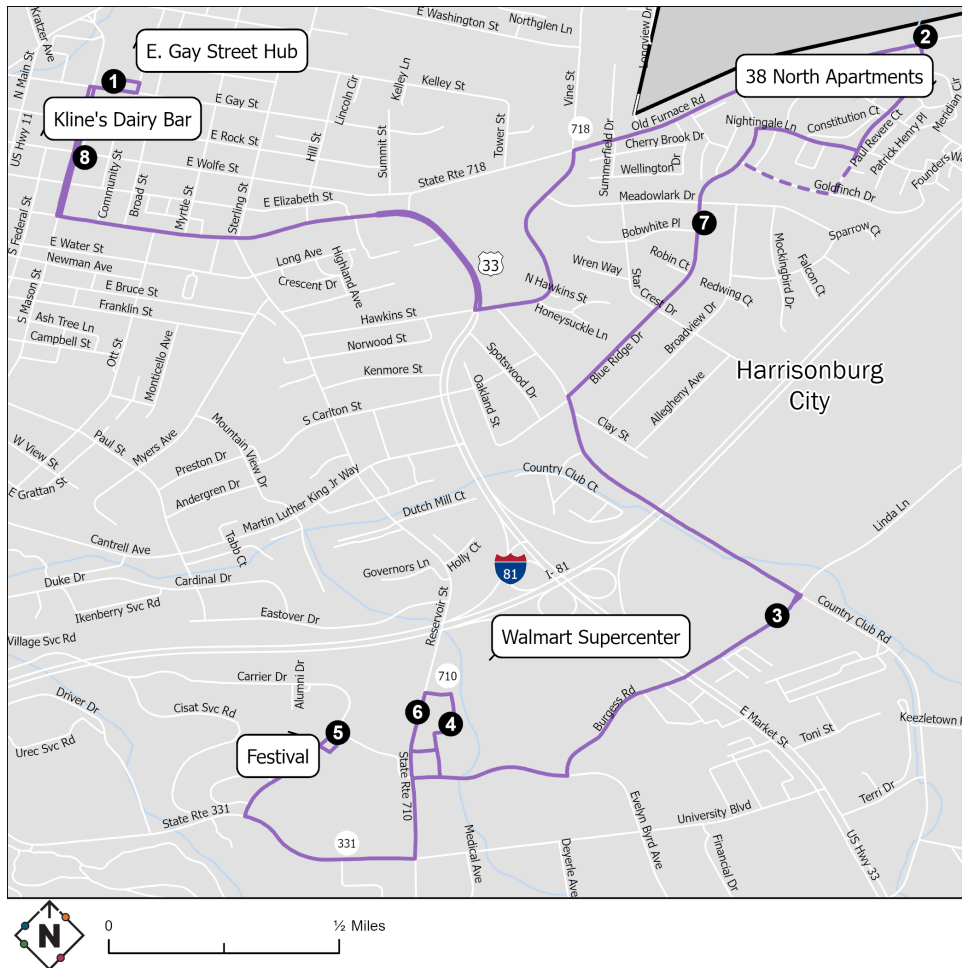 E Washington St
Northglen Ln
Longview Dr
Kratzer Ave
N Main St
E. Gay Street Hub
2
1
38 North Apartments
Kelley Ln
Kelley St
Vine St
Lincoln Cir
Old Furnace Rd
Kline's Dairy Bar
E Gay St
Constitution Ct
Meridian Cir
Nightingale Ln
US Hwy 11
Tower St
718
Cherry Brook Dr
Paul Revere Ct
Patrick Henry Pl
E Rock St
Hill St
Summit St
Summerfield Dr
Wellington Dr
Founders
8
E Wolfe St
State Rte 718
Community St
Broad St
Myrtle St
Sterling St
E Elizabeth St
Meadowlark Dr
Goldfinch Dr
S Federal St
Bobwhite Pl
7
Sparrow Ct
E Water St
Newman Ave
Long Ave
Highland Ave
33
Wren Way
Robin Ct
Mockingbird Dr
Falcon Ct
S Mason St
E Bruce St
Crescent Dr
N Hawkins St
Star Crest Dr
Redwing Ct
Franklin St
Honeysuckle Ln
Broadview Dr
Ash Tree Ln
Hawkins St
Campbell St
Ott St
Monticello Ave
Norwood St
Spotswood Dr
Blue Ridge Dr
Harrisonburg
City
Kenmore St
Oakland St
Allegheny Ave
S Carlton St
Clay St
W View St
Paul St
Myers Ave
Mountain View Dr
Preston Dr
E Grattan St
Andergren Dr
Martin Luther King Jr Way
Country Club Ct
Dutch Mill Ct
Linda Ln
Cantrell Ave
Tabb Ct
Holly Ct
Governors Ln
81
I- 81
Duke Dr
Cardinal Dr
Ikenberry Svc Rd
Eastover Dr
Reservoir St
3
Country Club Rd
Village Svc Rd
Walmart Supercenter
Carrier Dr
Alumni Dr
710
Driver Dr
Cisat Svc Rd
6
4
Burgess Rd
E Market St
Toni St
Keezletown
5
Urec Svc Rd
Festival
State Rte 710
State Rte 331
Evelyn Byrd Ave
University Blvd
Terri Dr
331
Medical Ave
Deyerle Ave
Financial Dr
US Hwy 33
N
0
½ Miles